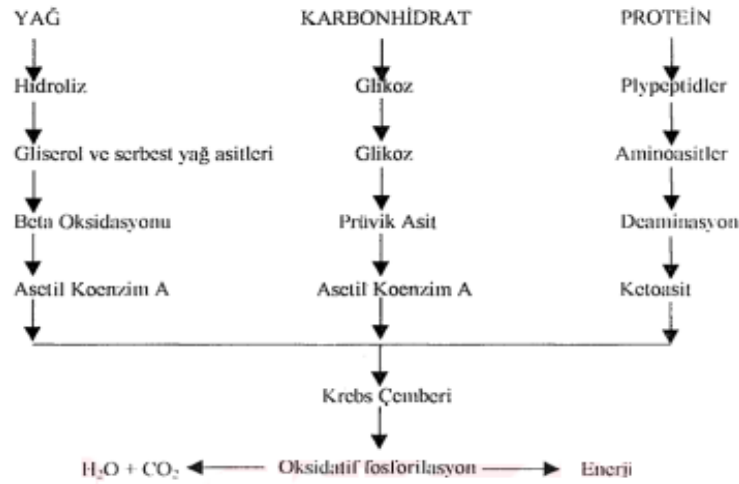 YAĞ KARBONHİDRAT PROTEİN
Hidroliz Glikoz Plypeptidler
Gliserol ve serbest yağ asitleri Glikoz Aminoasitler
Beta Oksidasyonu Prüvik Asit Deaminasyon
Asetil Koenzim A Asetil Koenzim A Ketoasit
Krebs Çemberi
H₂O + CO₂ Oksidatif fosforilasyon Enerji